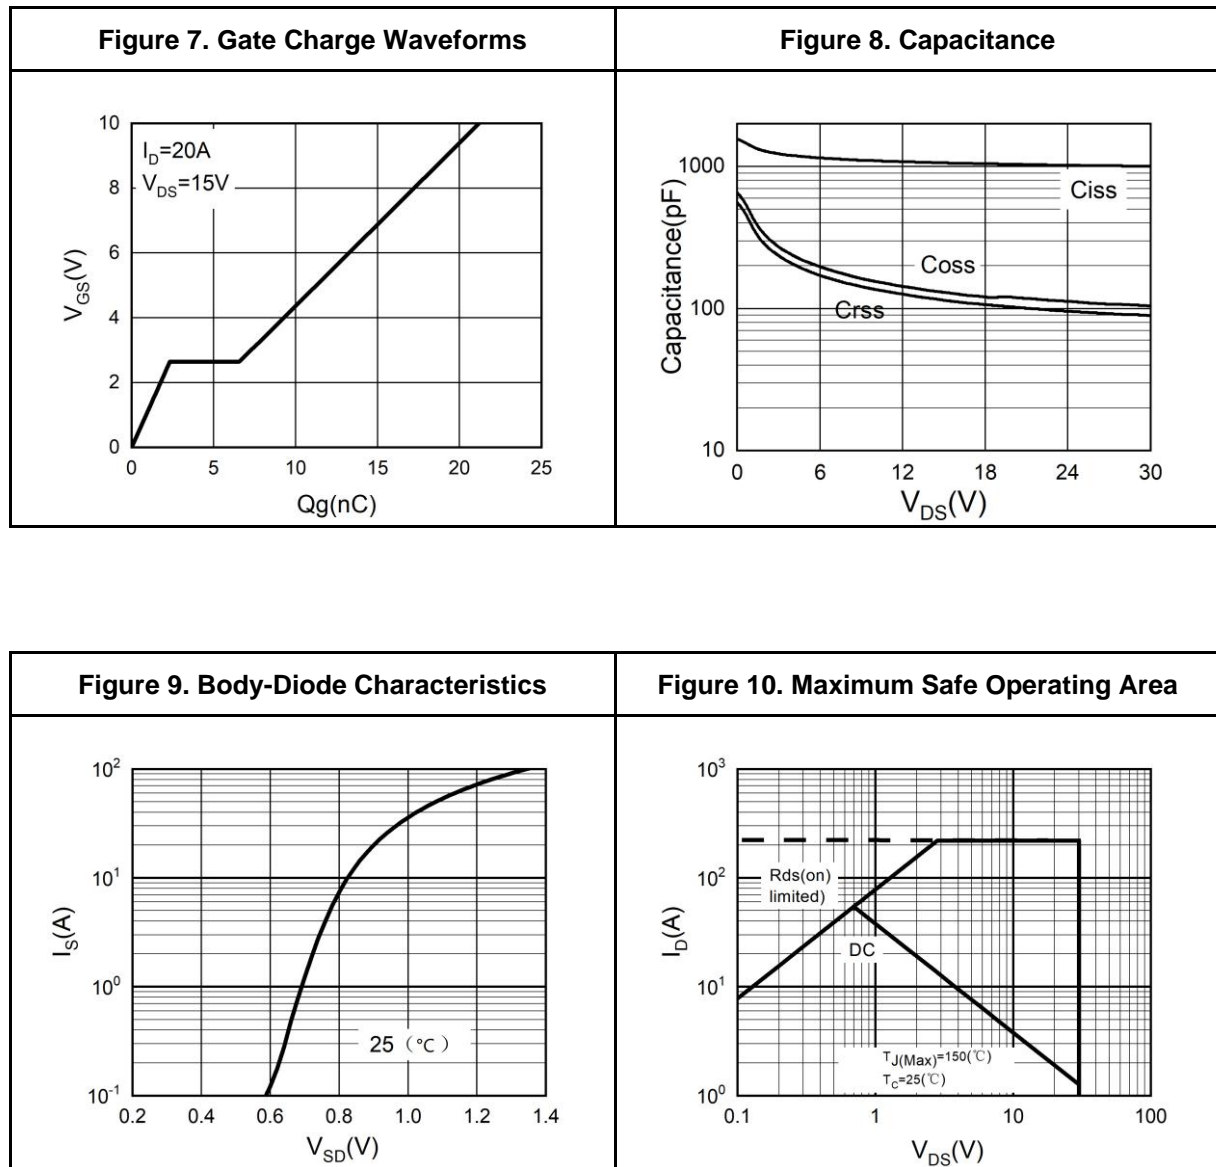 Figure 7. Gate Charge Waveforms
Figure 8. Capacitance
10
8
6
4
2
0
V_GS(V)
I_D=20A
V_DS=15V
0 5 10 15 20 25
Qg(nC)
1000
100
10
Capacitance(pF)
Ciss
Coss
Crss
0 6 12 18 24 30
V_DS(V)
Figure 9. Body-Diode Characteristics
Figure 10. Maximum Safe Operating Area
10^2
10^1
10^0
10^-1
I_S(A)
25（℃）
0.2 0.4 0.6 0.8 1.0 1.2 1.4
V_SD(V)
10^3
10^2
10^1
10^0
I_D(A)
Rds(on)
limited)
DC
T_J(Max)=150(℃)
T_C=25(℃)
0.1 1 10 100
V_DS(V)